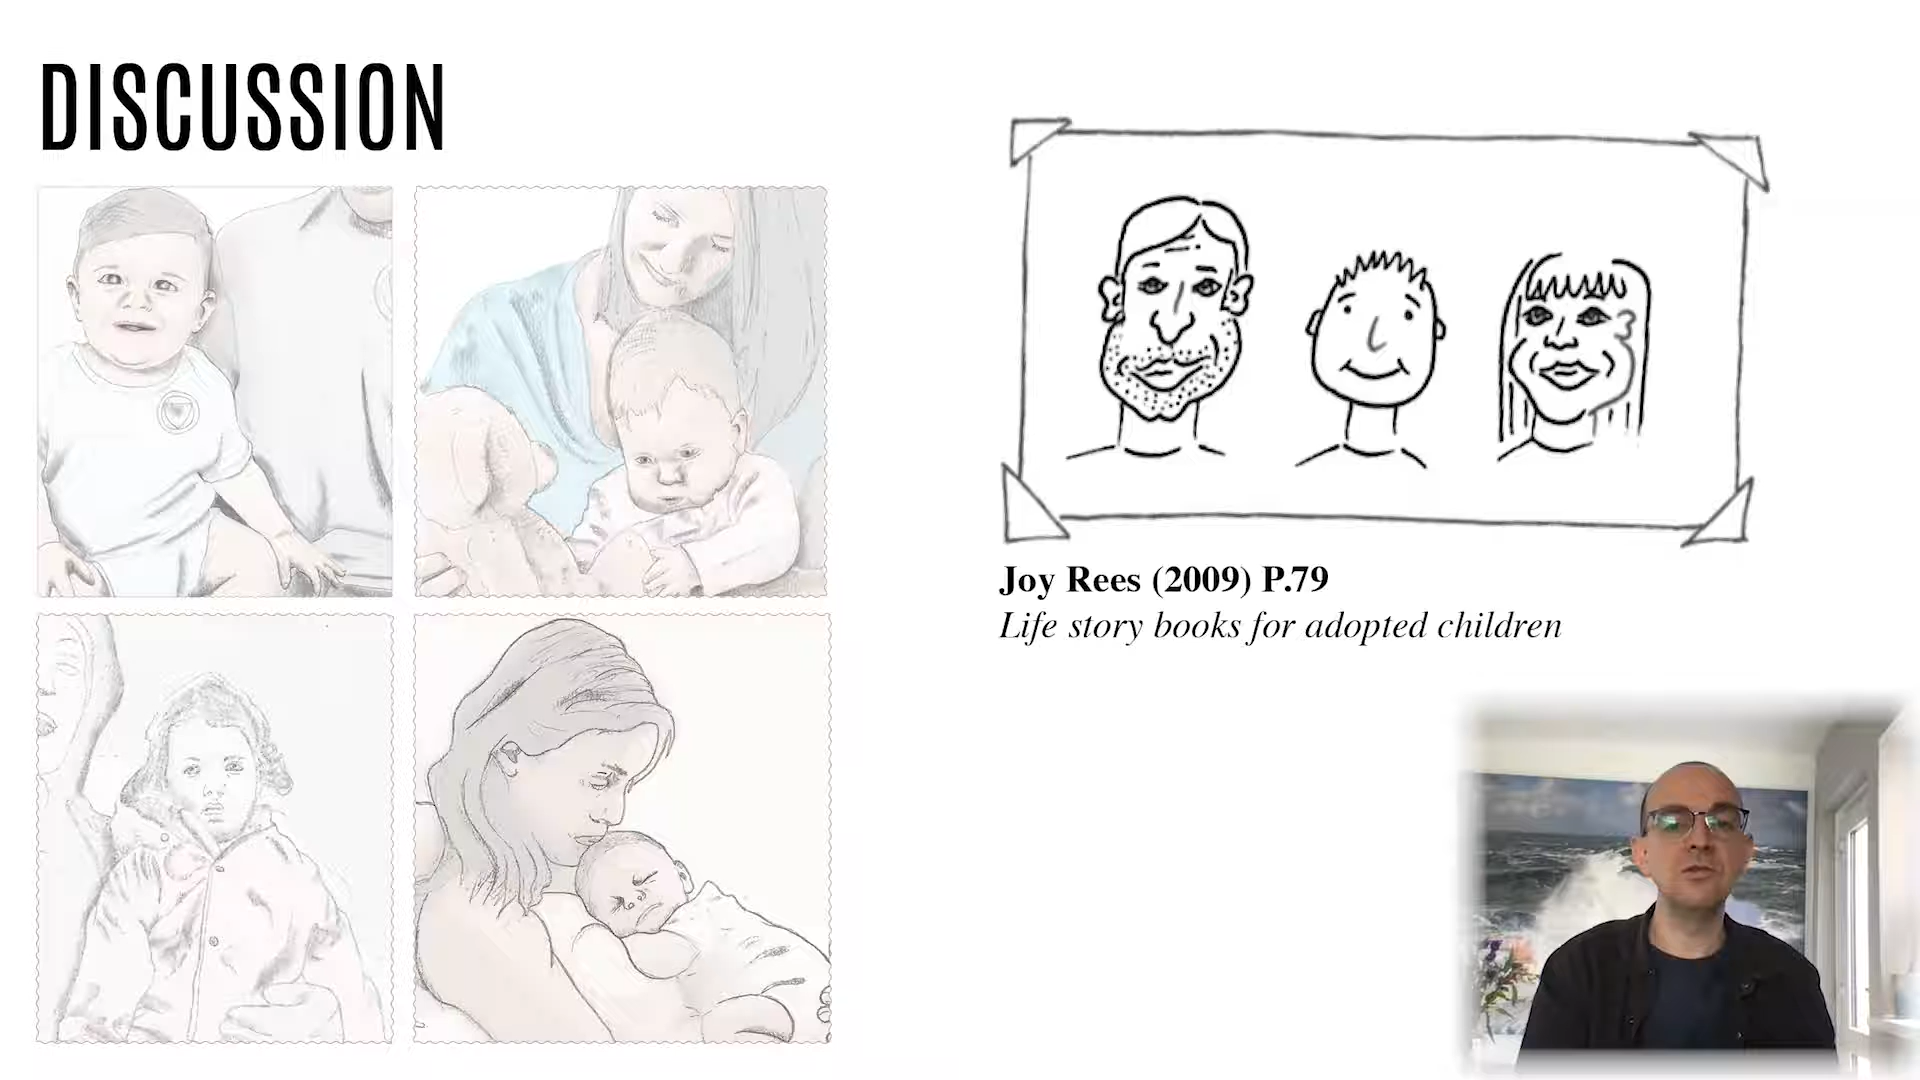 DISCUSSION
Joy Rees (2009) P.79
Life story books for adopted children